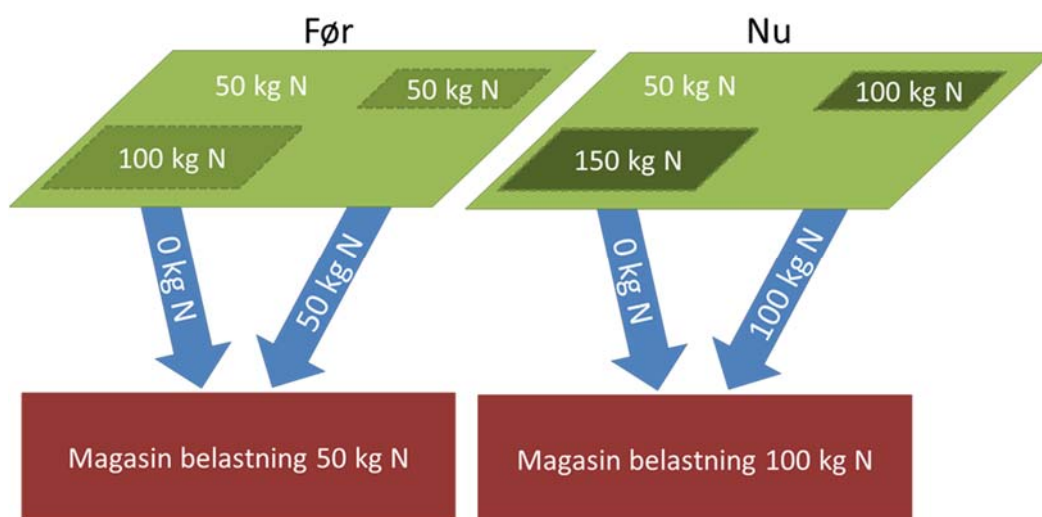 Før
50 kg N
50 kg N
100 kg N
0 kg N
50 kg N
Magasin belastning 50 kg N
Nu
50 kg N
100 kg N
150 kg N
0 kg N
100 kg N
Magasin belastning 100 kg N